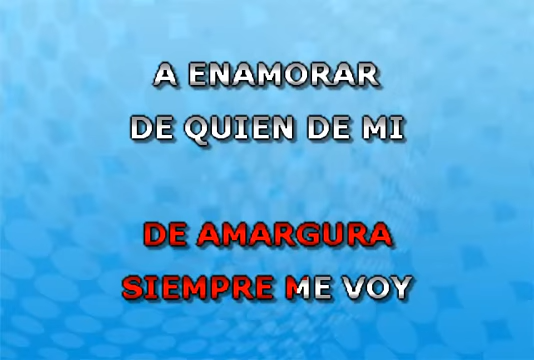 A ENAMORAR
DE QUIEN DE MI
DE AMARGURA
SIEMPRE ME VOY